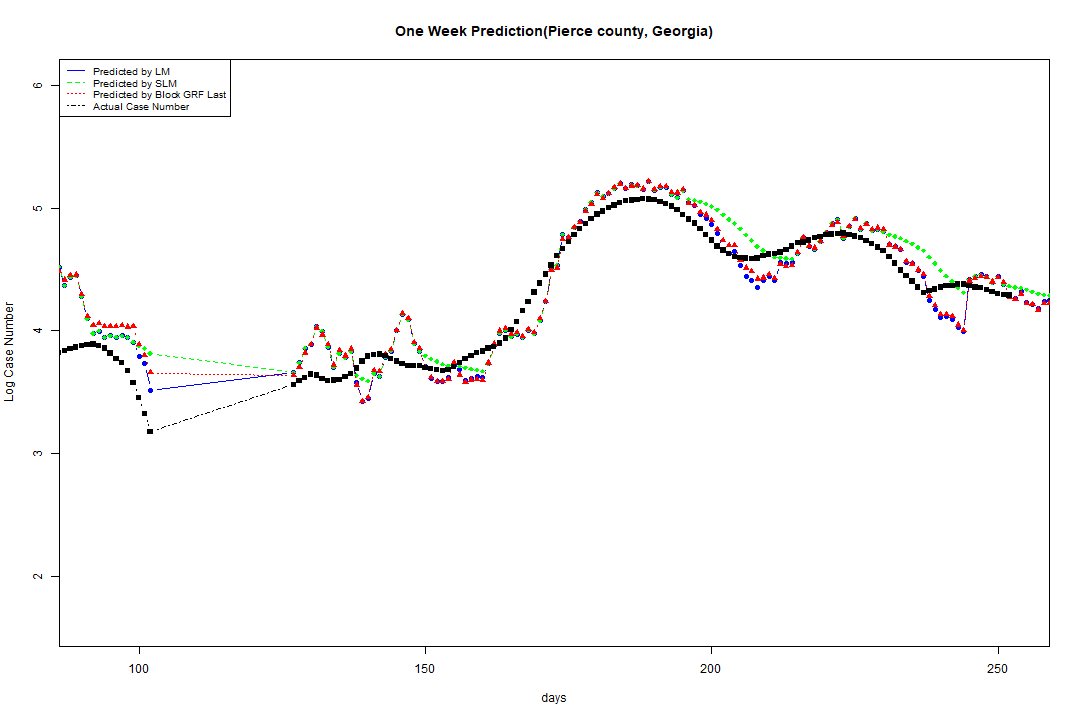 One Week Prediction(Pierce county, Georgia)
Predicted by LM
Predicted by SLM
Predicted by Block GRF Last
Actual Case Number
6
5
4
3
2
Log Case Number
100 150 200 250
days